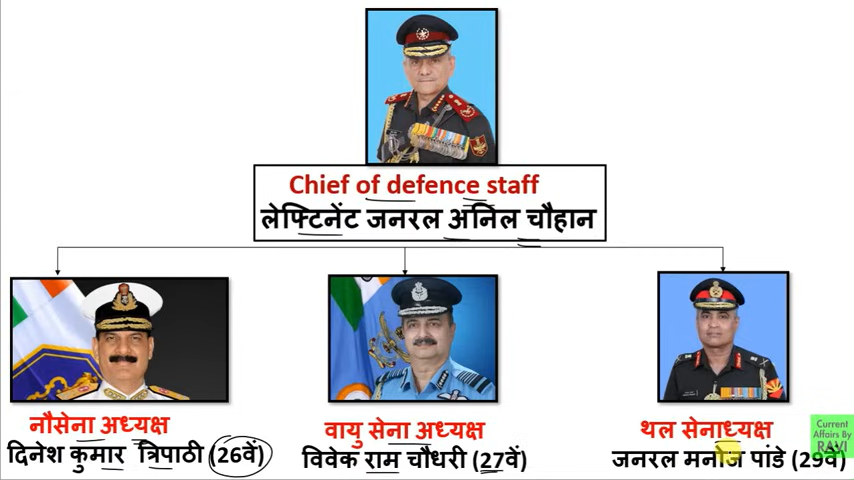 Chief of defence staff
लेफ्टिनेंट जनरल अनिल चौहान
नौसेना अध्यक्ष
दिनेश कुमार त्रिपाठी (26वें)
वायु सेना अध्यक्ष
विवेक राम चौधरी (27वें)
थल सेनाध्यक्ष
जनरल मनोज पांडे (29वें)
Current
Affairs By
RAVI